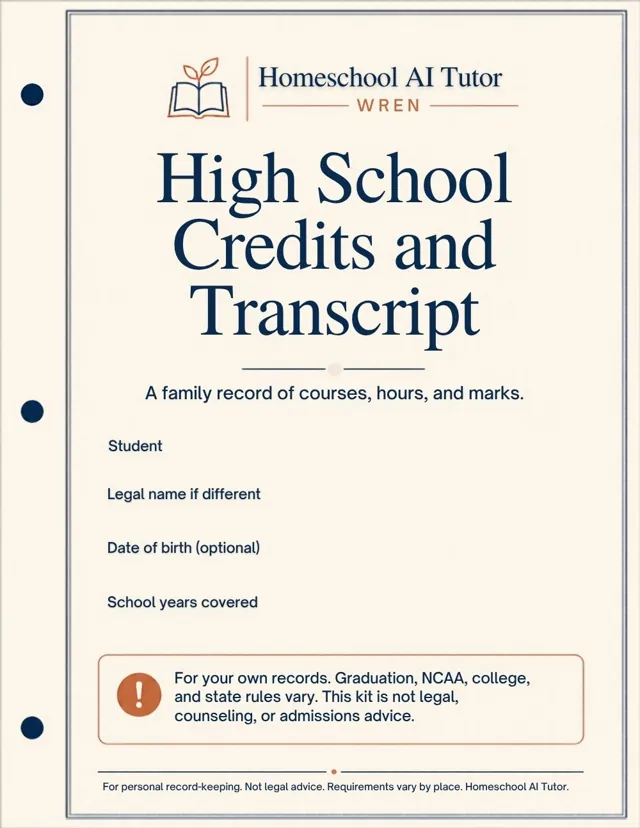 Homeschool AI Tutor
WREN
High School
Credits and
Transcript
A family record of courses, hours, and marks.
Student
Legal name if different
Date of birth (optional)
School years covered
!
For your own records. Graduation, NCAA, college,
and state rules vary. This kit is not legal,
counseling, or admissions advice.
For personal record-keeping. Not legal advice. Requirements vary by place. Homeschool AI Tutor.